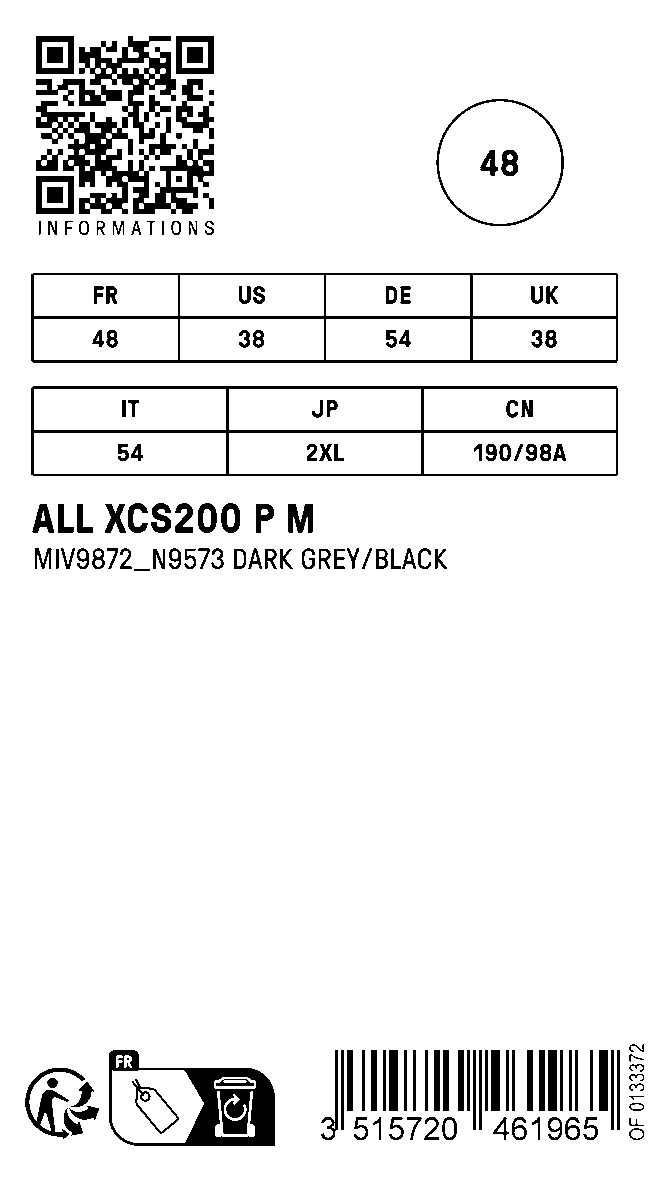 INFORMATIONS
48
FR US DE UK
48 38 54 38
IT JP CN
54 2XL 190/98A
ALL XCS200 P M
MIV9872_N9573 DARK GREY/BLACK
FR
3 515720 461965
OF 0133372